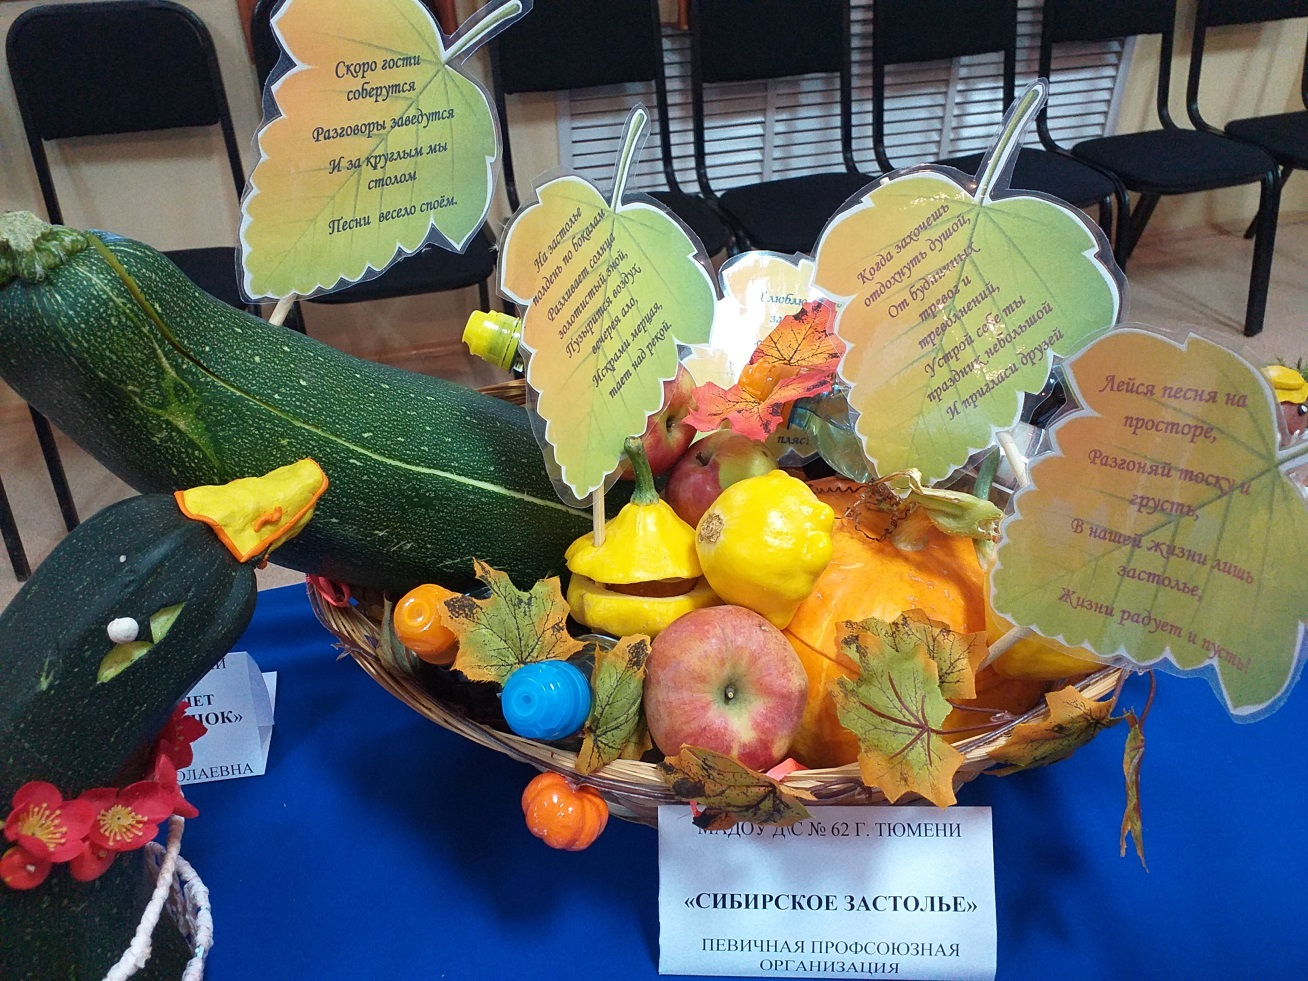 Скоро гости
соберутся
Разговоры заведутся
И за круглым мы
столом
Песни весело споём.
На застолье
полдень по бокалам
Разливает солнца
золотистый зной,
Пузырится воздух
вечерея ало,
Искрами мерцая,
тает над рекой.
Когда захочешь
отдохнуть душой,
От будничных
тревог и
треволнений,
Устрой себе ты
праздник небольшой
И пригласи друзей
Лейся песня на
просторе,
Разгоняй тоску и
грусть,
В нашей жизни лишь
застолье,
Жизни радует и пусть!
МАДОУ Д\С № 62 Г. ТЮМЕНИ
«СИБИРСКОЕ ЗАСТОЛЬЕ»
ПЕВИЧНАЯ ПРОФСОЮЗНАЯ
ОРГАНИЗАЦИЯ